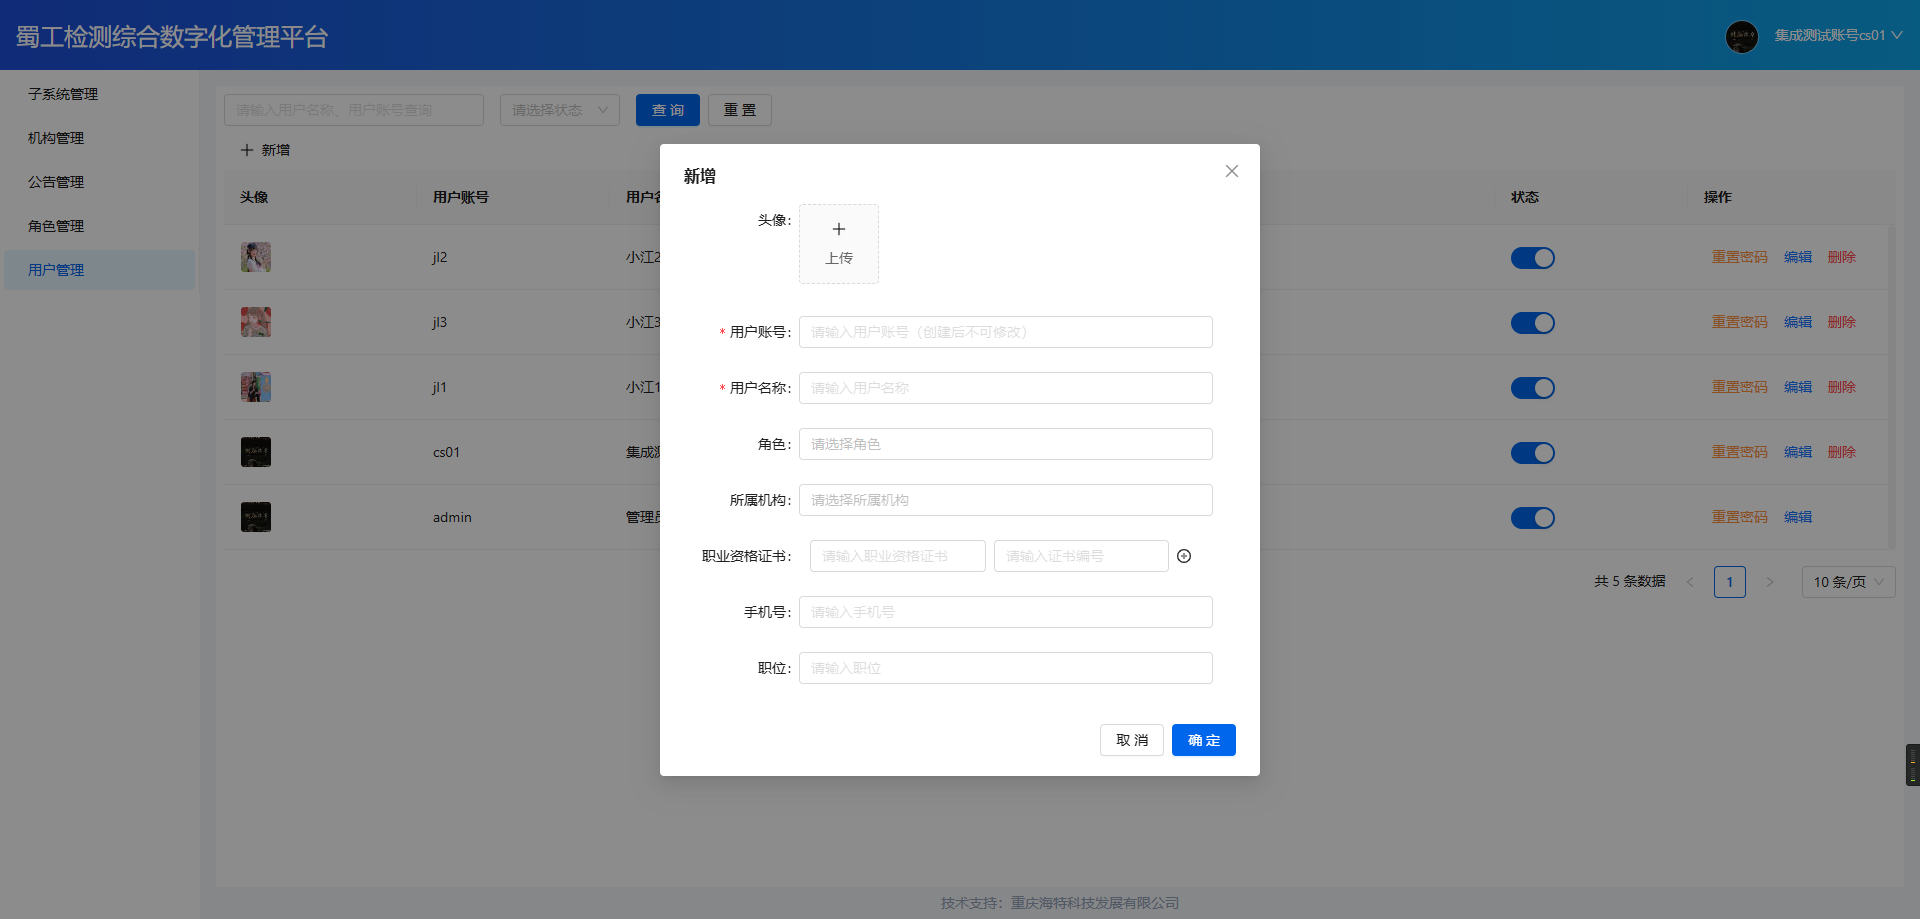 蜀工检测综合数字化管理平台
集成测试账号cs01
子系统管理
机构管理
公告管理
角色管理
用户管理
请输入用户名称、用户账号查询
请选择状态
查 询
重 置
新增
头像
用户账号
用户名
状态
操作
jl2
小江2
重置密码 编辑 删除
jl3
小江3
重置密码 编辑 删除
jl1
小江1
重置密码 编辑 删除
cs01
集成测
重置密码 编辑 删除
admin
管理员
重置密码 编辑
共 5 条数据
1
10 条/页
新增
头像:
上传
* 用户账号:
请输入用户账号（创建后不可修改）
* 用户名称:
请输入用户名称
角色:
请选择角色
所属机构:
请选择所属机构
职业资格证书:
请输入职业资格证书
请输入证书编号
手机号:
请输入手机号
职位:
请输入职位
取 消
确 定
技术支持：重庆海特科技发展有限公司